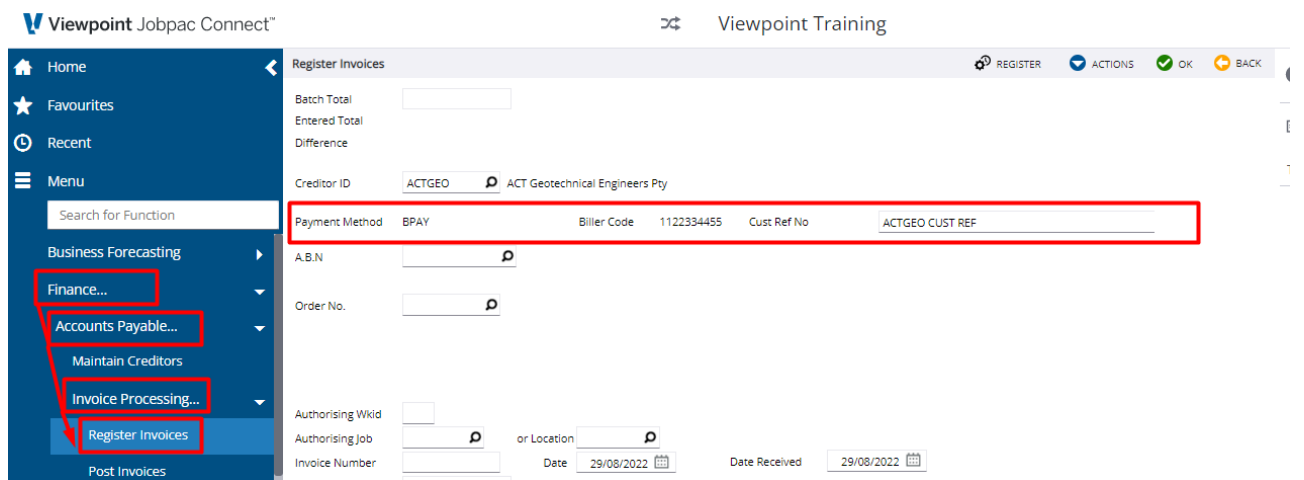 Viewpoint Jobpac Connect™
Viewpoint Training
Home
Favourites
Recent
Menu
Search for Function
Business Forecasting
Finance...
Accounts Payable...
Maintain Creditors
Invoice Processing...
Register Invoices
Post Invoices
Register Invoices REGISTER ACTIONS OK BACK
Batch Total
Entered Total
Difference
Creditor ID ACTGEO ACT Geotechnical Engineers Pty
Payment Method BPAY Biller Code 1122334455 Cust Ref No ACTGEO CUST REF
A.B.N
Order No.
Authorising Wkid
Authorising Job or Location
Invoice Number Date 29/08/2022 Date Received 29/08/2022